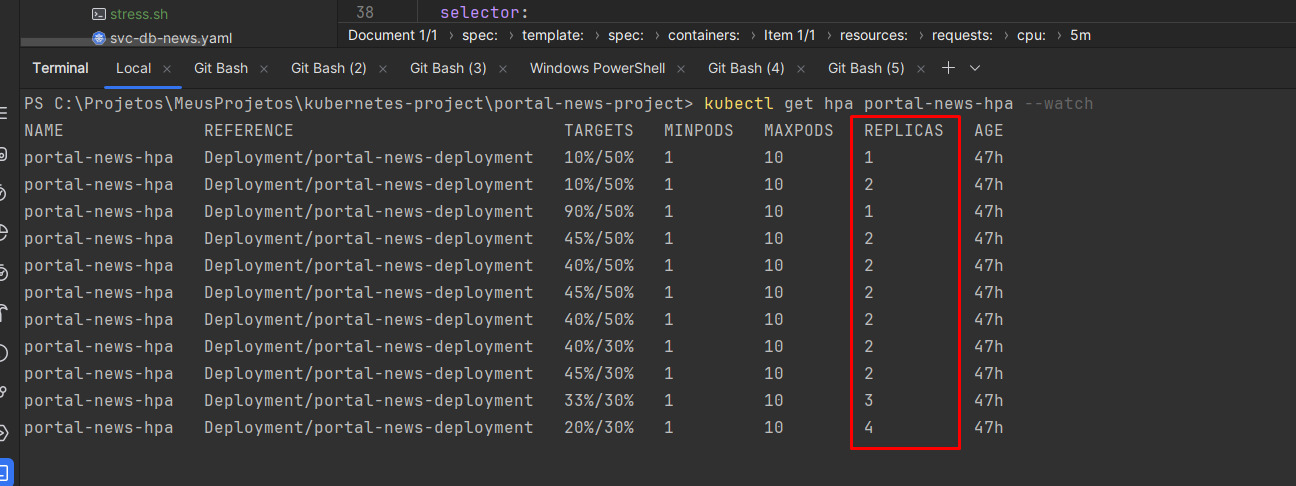 stress.sh
svc-db-news.yaml
38 selector:
Document 1/1 › spec: › template: › spec: › containers: › Item 1/1 › resources: › requests: › cpu: › 5m
Terminal Local × Git Bash × Git Bash (2) × Git Bash (3) × Windows PowerShell × Git Bash (4) × Git Bash (5) × +
PS C:\Projetos\MeusProjetos\kubernetes-project\portal-news-project> kubectl get hpa portal-news-hpa --watch
NAME REFERENCE TARGETS MINPODS MAXPODS REPLICAS AGE
portal-news-hpa Deployment/portal-news-deployment 10%/50% 1 10 1 47h
portal-news-hpa Deployment/portal-news-deployment 10%/50% 1 10 2 47h
portal-news-hpa Deployment/portal-news-deployment 90%/50% 1 10 1 47h
portal-news-hpa Deployment/portal-news-deployment 45%/50% 1 10 2 47h
portal-news-hpa Deployment/portal-news-deployment 40%/50% 1 10 2 47h
portal-news-hpa Deployment/portal-news-deployment 45%/50% 1 10 2 47h
portal-news-hpa Deployment/portal-news-deployment 40%/50% 1 10 2 47h
portal-news-hpa Deployment/portal-news-deployment 40%/30% 1 10 2 47h
portal-news-hpa Deployment/portal-news-deployment 45%/30% 1 10 2 47h
portal-news-hpa Deployment/portal-news-deployment 33%/30% 1 10 3 47h
portal-news-hpa Deployment/portal-news-deployment 20%/30% 1 10 4 47h